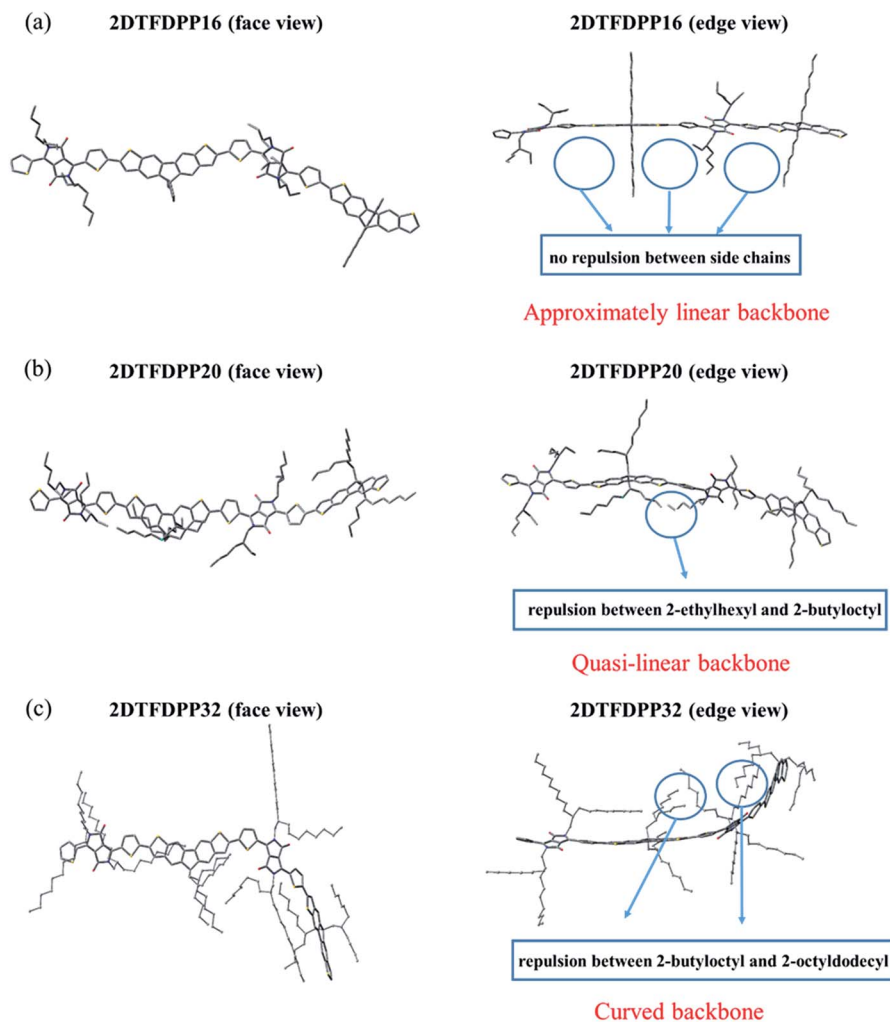 (a)
2DTFDPP16 (face view)
2DTFDPP16 (edge view)
no repulsion between side chains
Approximately linear backbone
(b)
2DTFDPP20 (face view)
2DTFDPP20 (edge view)
repulsion between 2-ethylhexyl and 2-butyloctyl
Quasi-linear backbone
(c)
2DTFDPP32 (face view)
2DTFDPP32 (edge view)
repulsion between 2-butyloctyl and 2-octyldodecyl
Curved backbone